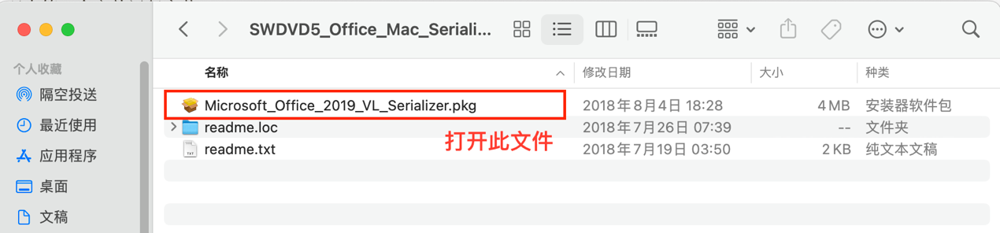 SWDVD5_Office_Mac_Seriali...
个人收藏
隔空投送
最近使用
应用程序
桌面
文稿
名称 修改日期 大小 种类
Microsoft_Office_2019_VL_Serializer.pkg 2018年8月4日 18:28 4 MB 安装器软件包
readme.loc 2018年7月26日 07:39 -- 文件夹
打开此文件
readme.txt 2018年7月19日 03:50 2 KB 纯文本文稿
TXT